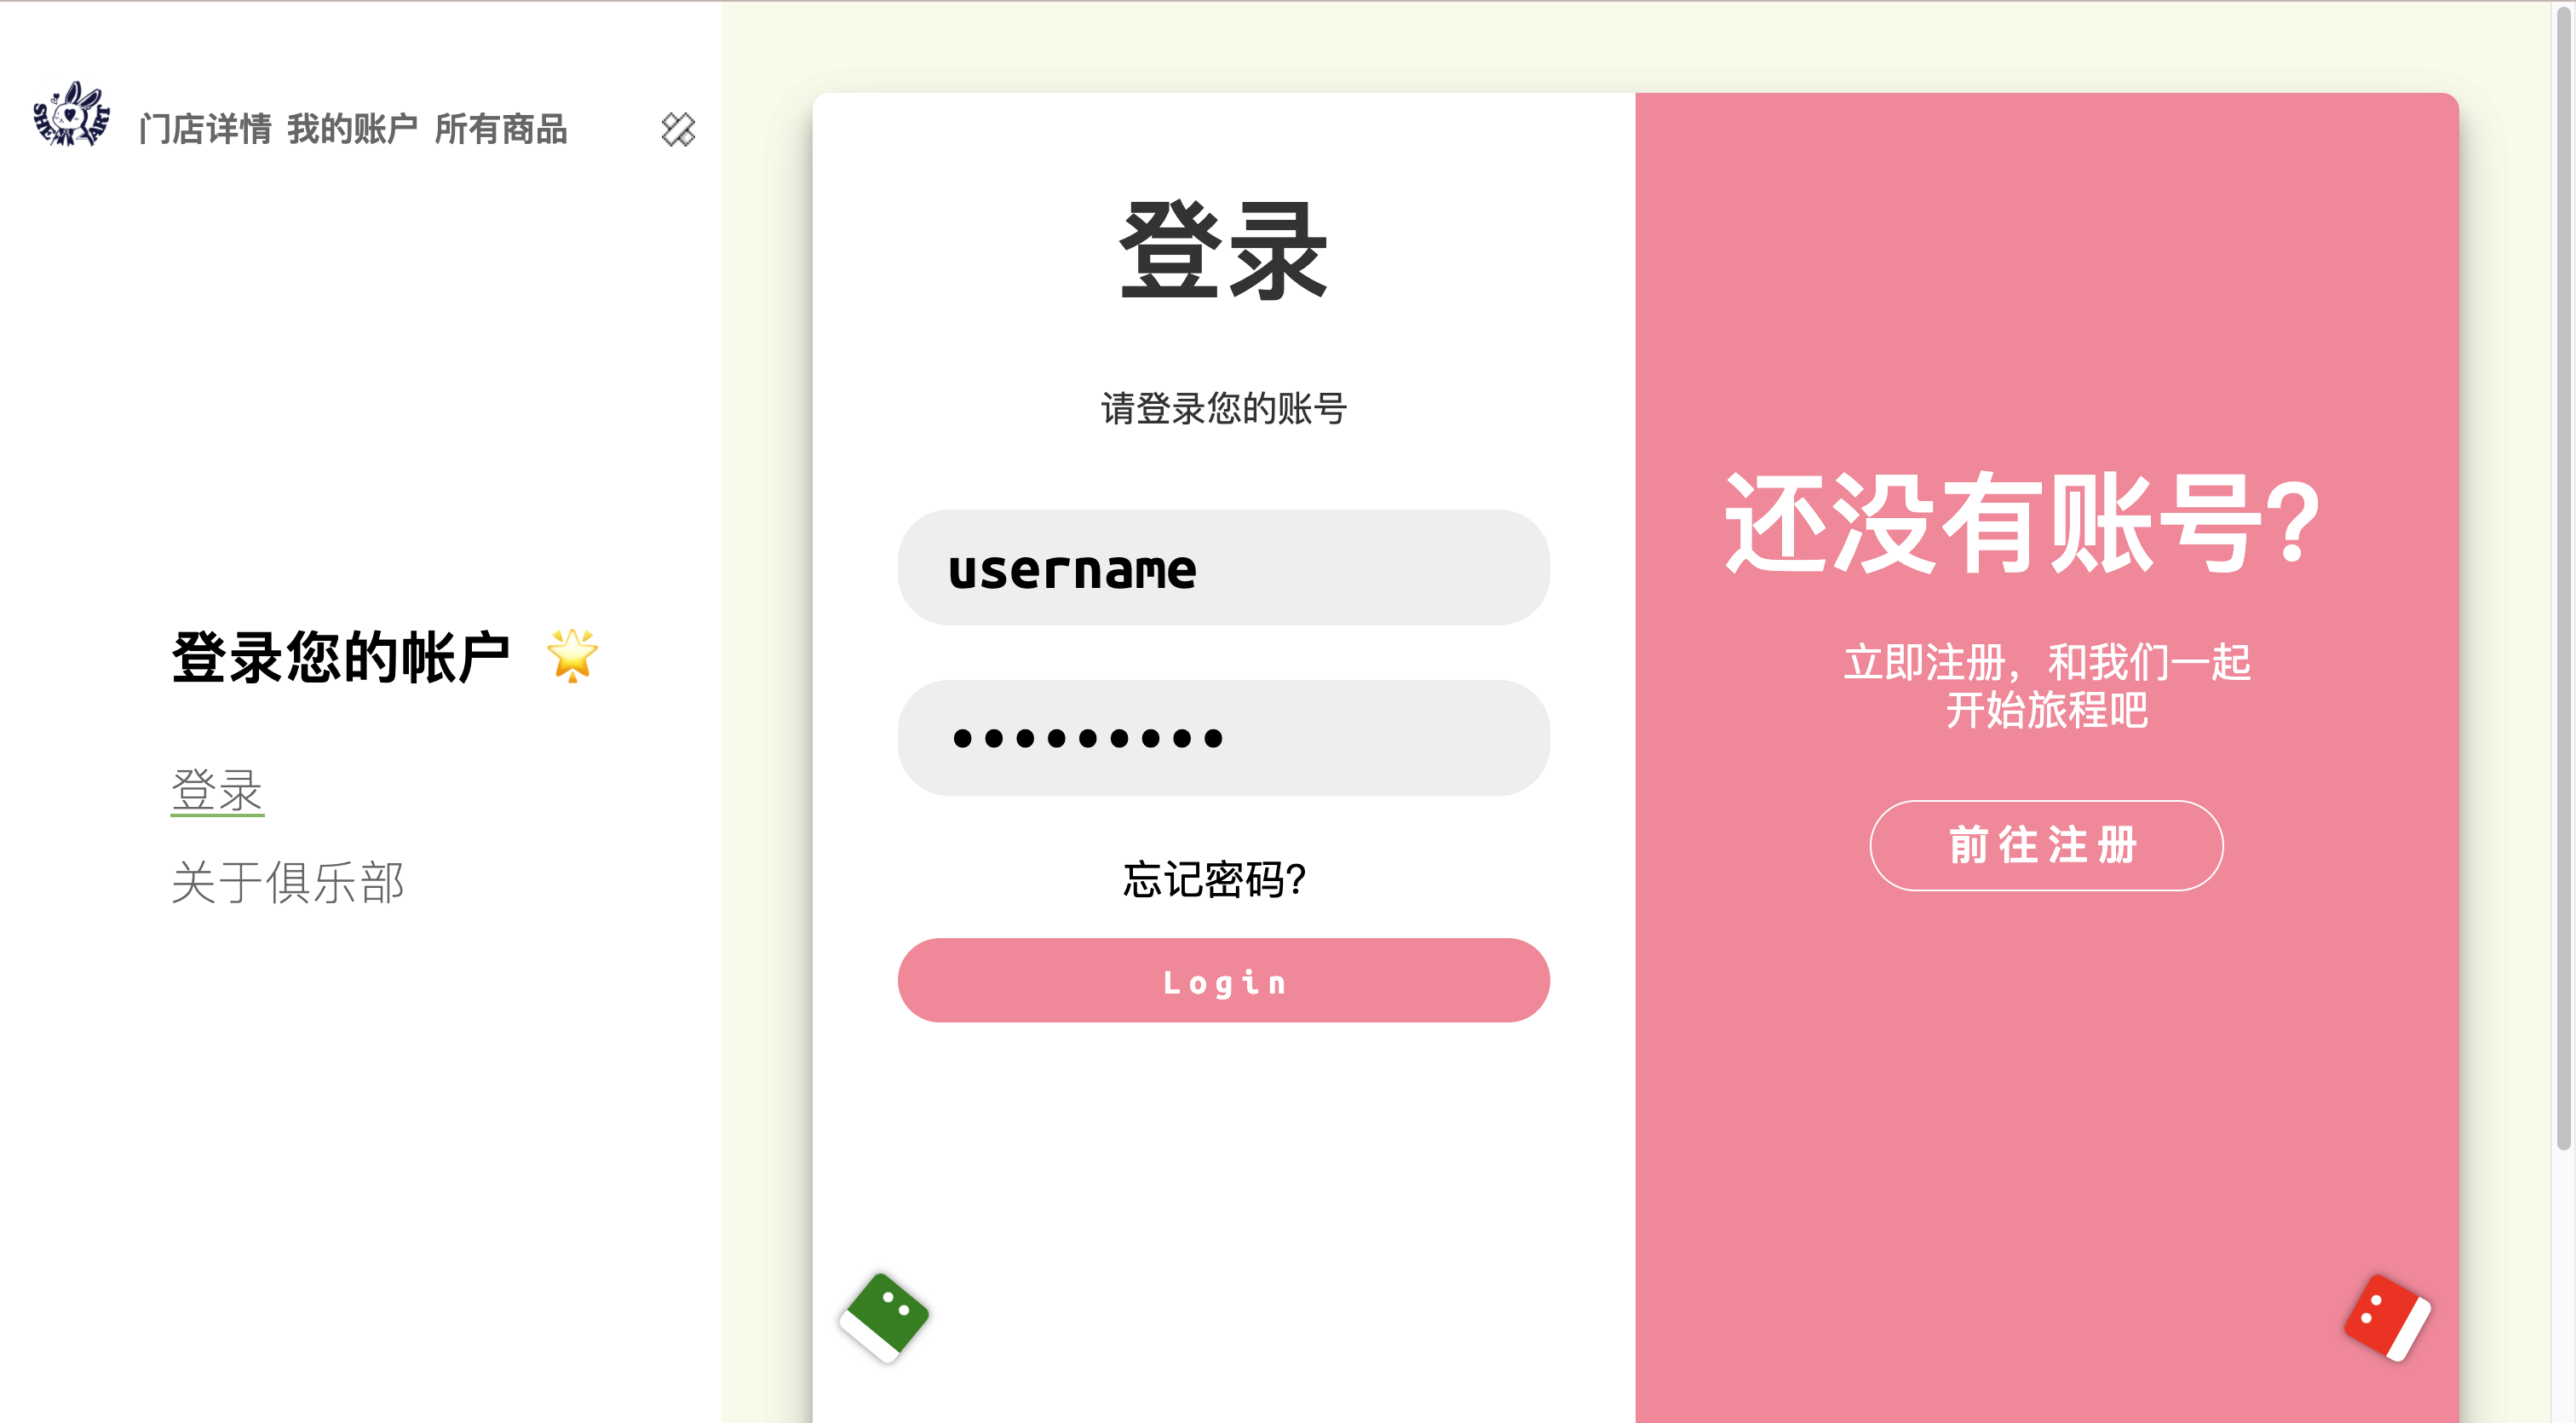 门店详情 我的账户 所有商品
登录您的帐户 🌟
登录
关于俱乐部
登录
请登录您的账号
username
•••••••••
忘记密码?
Login
还没有账号?
立即注册，和我们一起
开始旅程吧
前往注册